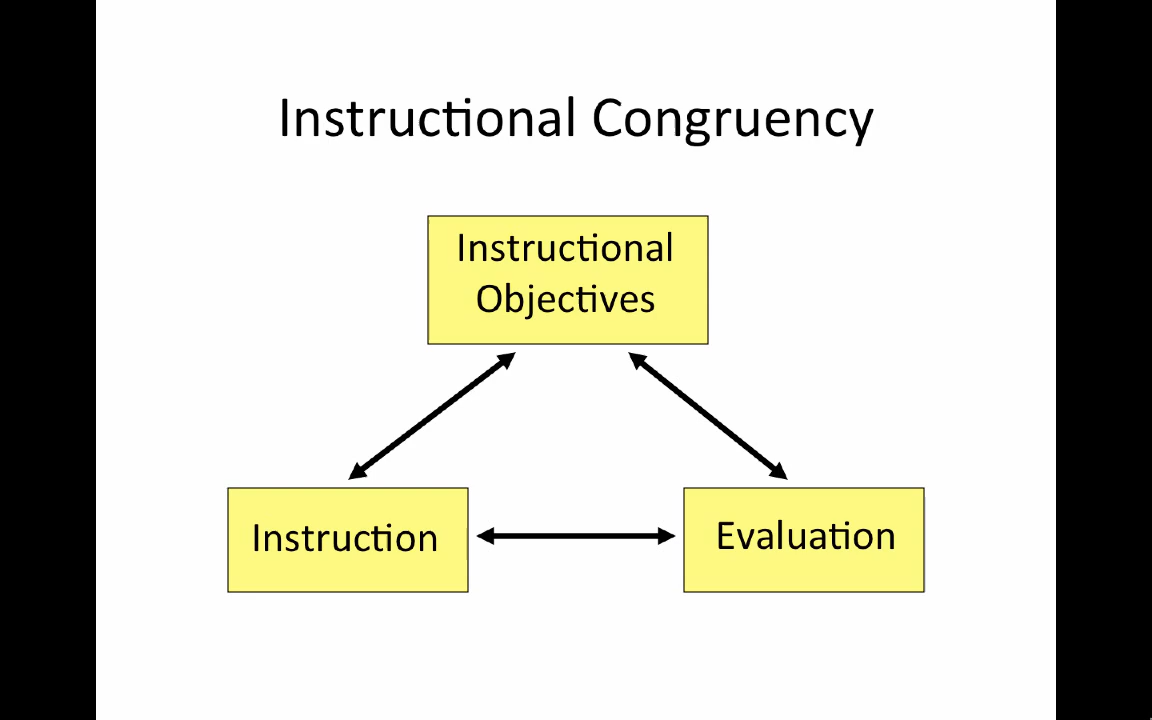 Instructional Congruency
Instructional
Objectives
Instruction
Evaluation